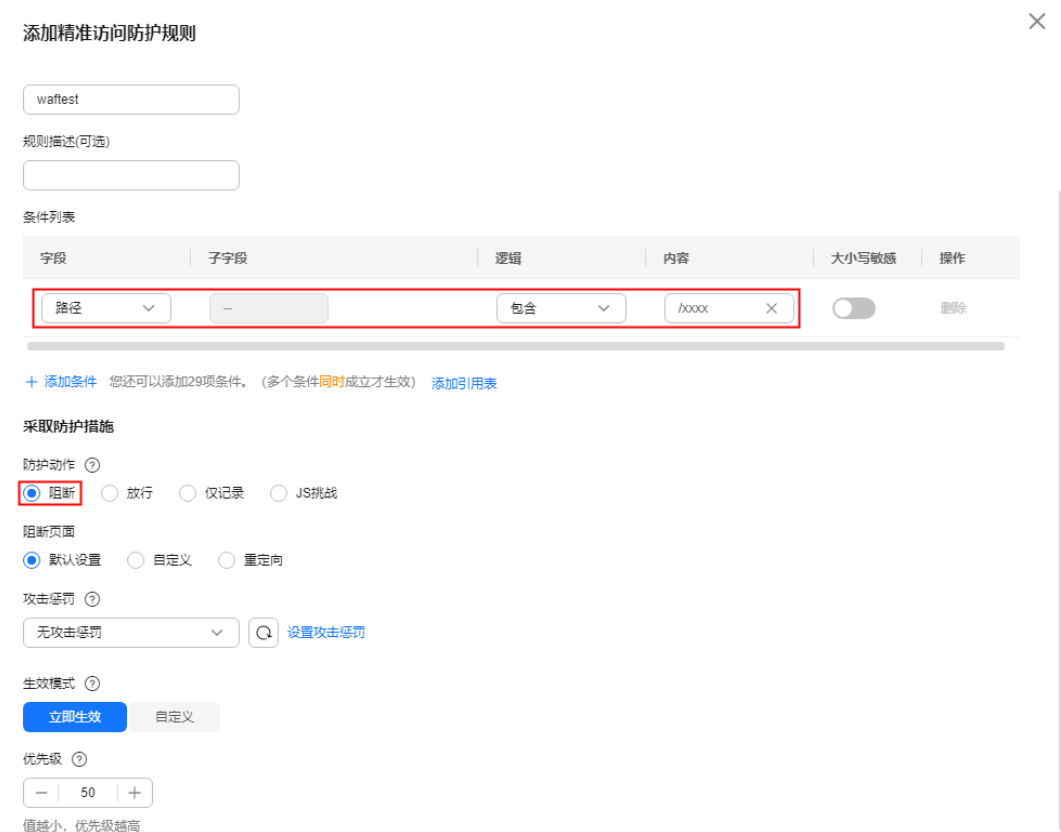 添加精准访问防护规则
waftest
规则描述(可选)
条件列表
字段 子字段 逻辑 内容 大小写敏感 操作
路径 -- 包含 /xxxx 删除
添加条件 您还可以添加29项条件。（多个条件同时成立才生效） 添加引用表
采取防护措施
防护动作
阻断 放行 仅记录 JS挑战
阻断页面
默认设置 自定义 重定向
攻击惩罚
无攻击惩罚 设置攻击惩罚
生效模式
立即生效 自定义
优先级
50
值越小，优先级越高